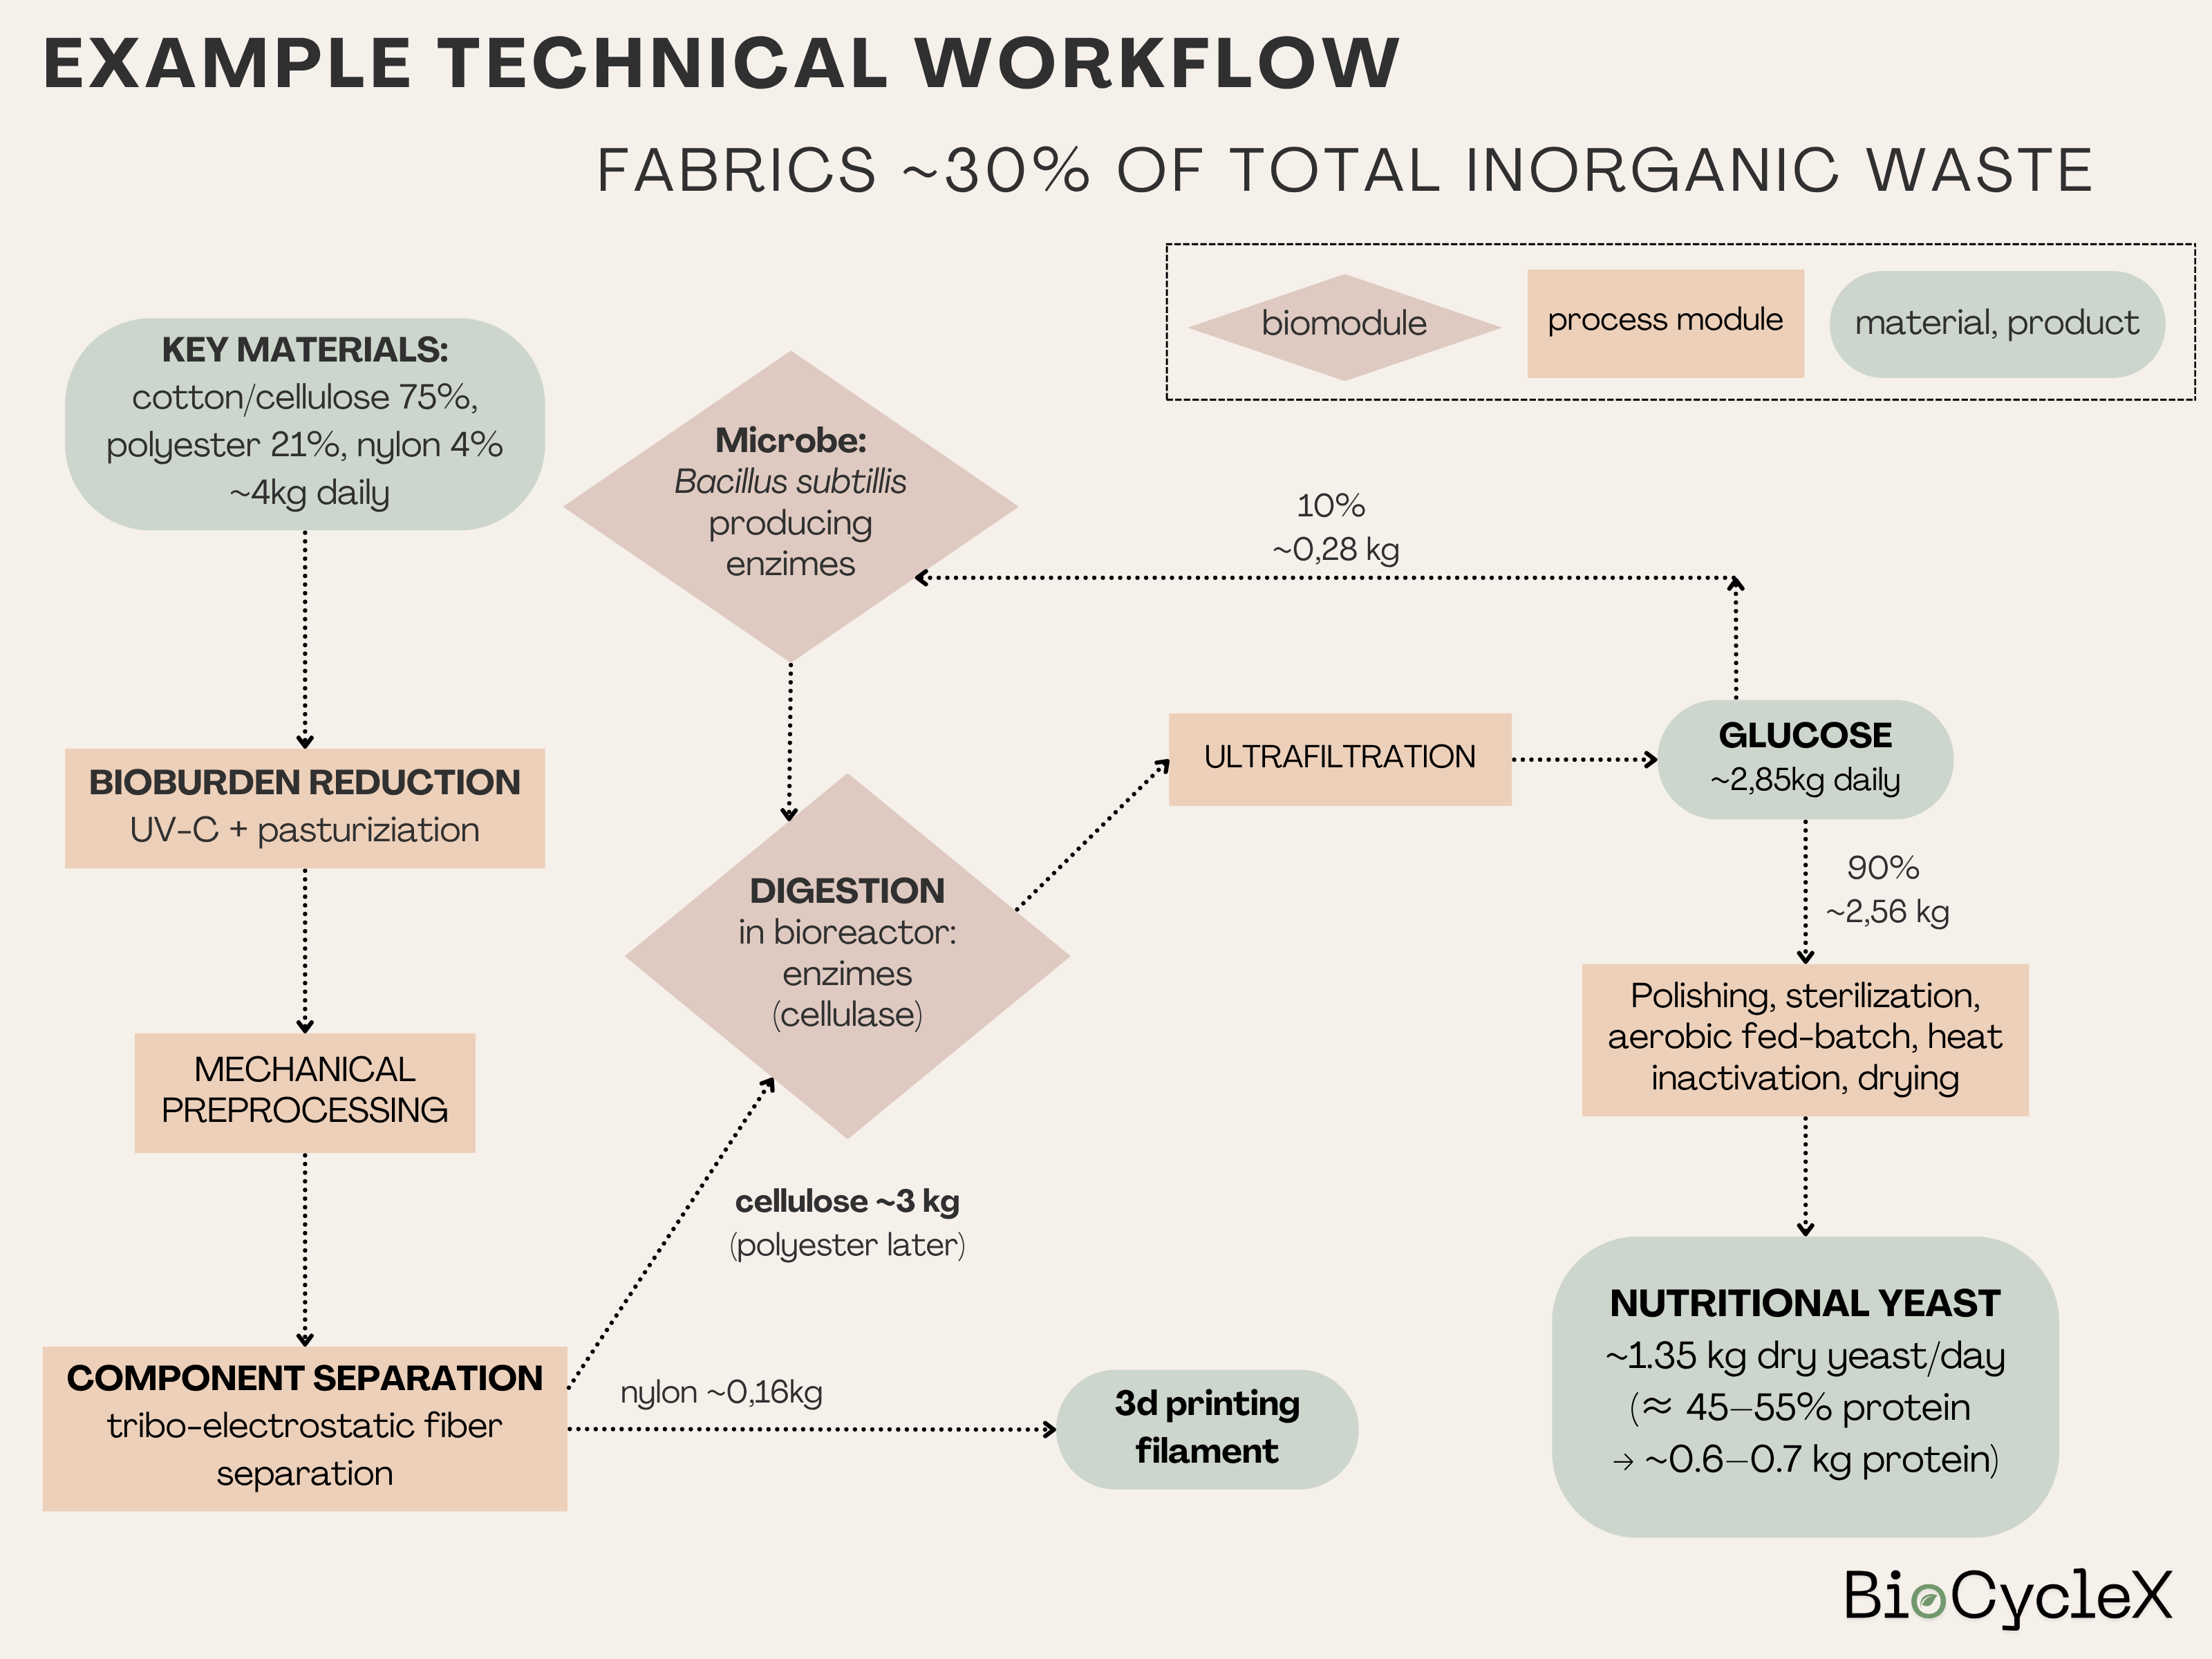 EXAMPLE TECHNICAL WORKFLOW
FABRICS ~30% OF TOTAL INORGANIC WASTE
biomodule
process module
material, product
KEY MATERIALS:
cotton/cellulose 75%,
polyester 21%, nylon 4%
~4kg daily
Microbe:
Bacillus subtillis
producing
enzimes
10%
~0,28 kg
BIOBURDEN REDUCTION
UV-C + pasturiziation
ULTRAFILTRATION
GLUCOSE
~2,85kg daily
90%
~2,56 kg
DIGESTION
in bioreactor:
enzimes
(cellulase)
MECHANICAL
PREPROCESSING
Polishing, sterilization,
aerobic fed-batch, heat
inactivation, drying
cellulose ~3 kg
(polyester later)
COMPONENT SEPARATION
tribo-electrostatic fiber
separation
nylon ~0,16kg
3d printing
filament
NUTRITIONAL YEAST
~1.35 kg dry yeast/day
(≈ 45–55% protein
→ ~0.6–0.7 kg protein)
BioCycleX